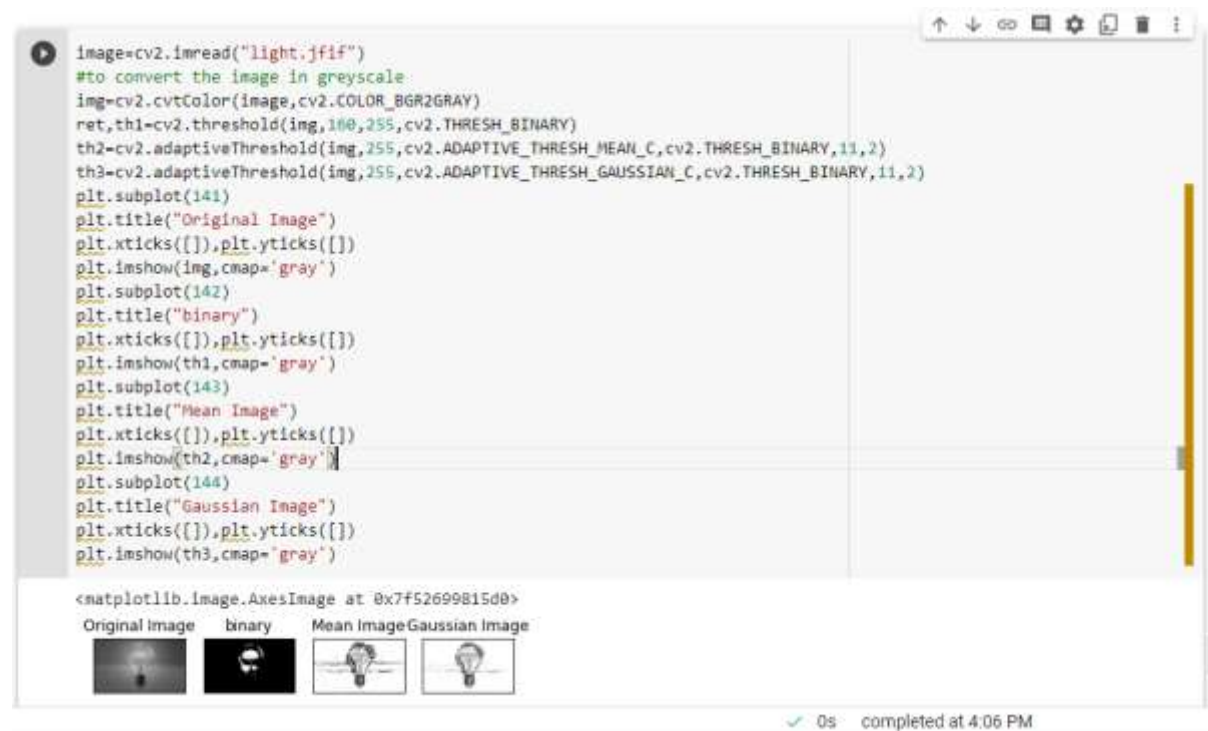 image=cv2.imread("light.jfif")
#to convert the image in greyscale
img=cv2.cvtColor(image,cv2.COLOR_BGR2GRAY)
ret,th1=cv2.threshold(img,160,255,cv2.THRESH_BINARY)
th2=cv2.adaptiveThreshold(img,255,cv2.ADAPTIVE_THRESH_MEAN_C,cv2.THRESH_BINARY,11,2)
th3=cv2.adaptiveThreshold(img,255,cv2.ADAPTIVE_THRESH_GAUSSIAN_C,cv2.THRESH_BINARY,11,2)
plt.subplot(141)
plt.title("Original Image")
plt.xticks([]),plt.yticks([])
plt.imshow(img,cmap='gray')
plt.subplot(142)
plt.title("binary")
plt.xticks([]),plt.yticks([])
plt.imshow(th1,cmap='gray')
plt.subplot(143)
plt.title("Mean Image")
plt.xticks([]),plt.yticks([])
plt.imshow(th2,cmap='gray')
plt.subplot(144)
plt.title("Gaussian Image")
plt.xticks([]),plt.yticks([])
plt.imshow(th3,cmap='gray')
<matplotlib.image.AxesImage at 0x7f52699815d0>
Original Image binary Mean Image Gaussian Image
0s completed at 4:06 PM